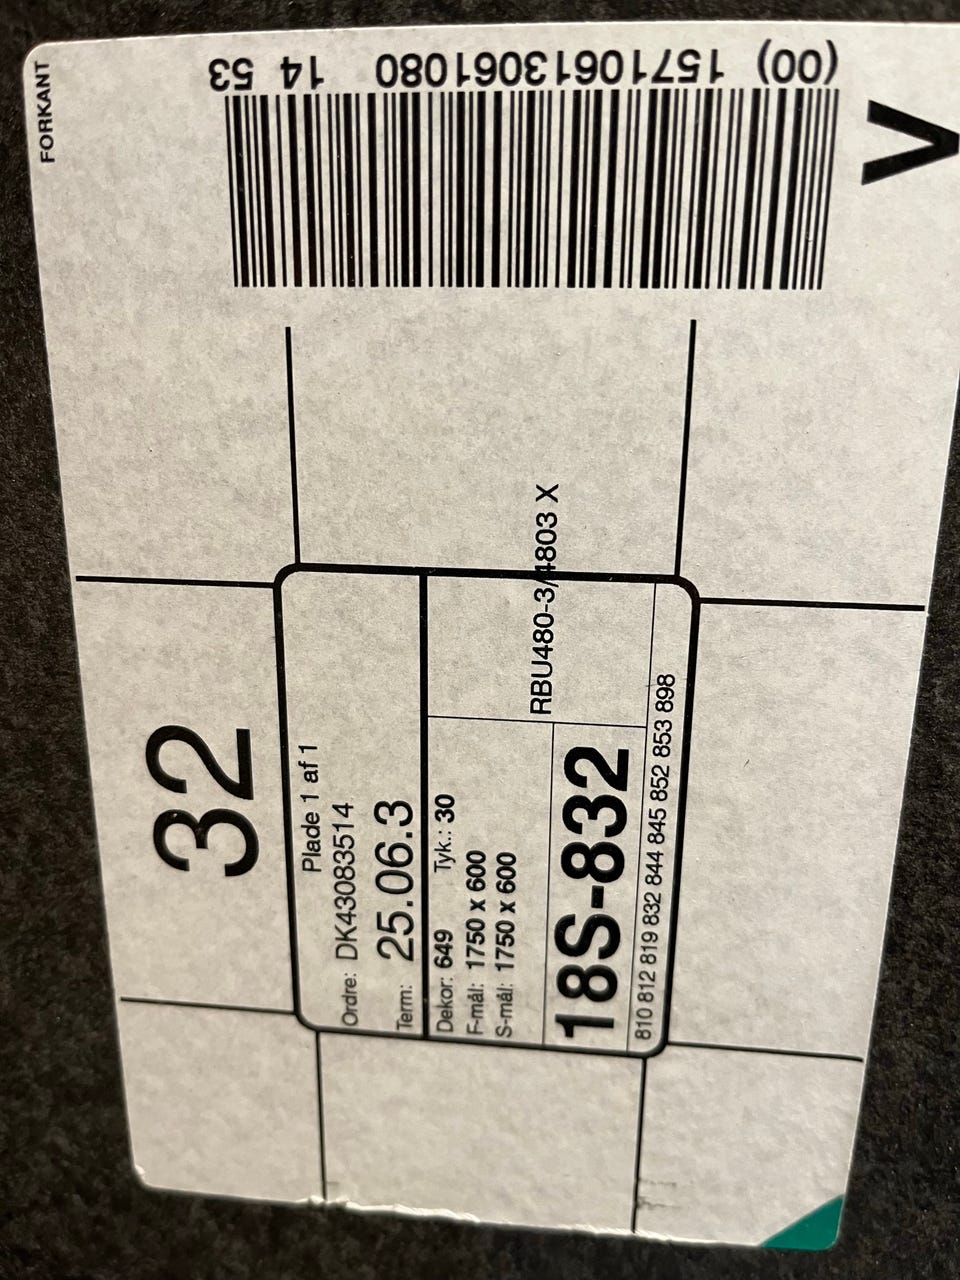 FORKANT
(00) 15710613061080 14 53
V
32
Plade 1 af 1
Ordre: DK43083514
Term: 25.06.3
Dekor: 649 Tyk.: 30
F-mål: 1750 x 600
S-mål: 1750 x 600
RBU480-3/4803 X
18S-832
810 812 819 832 844 845 852 853 898